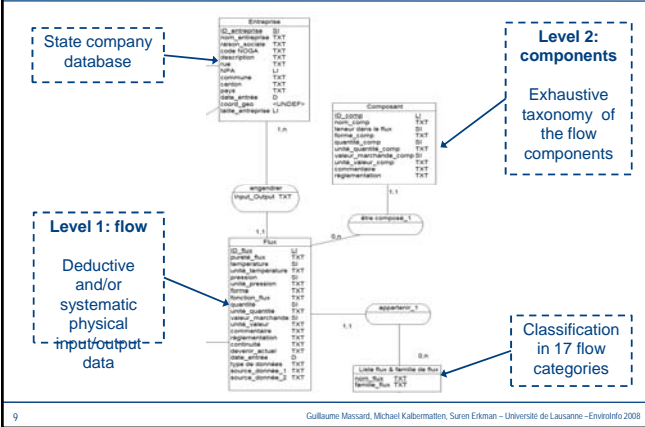 State company
database
Entreprise
ID_entreprise SI
nom_entreprise TXT
raison_sociale TXT
code NOGA TXT
description TXT
rue TXT
NPA LI
commune TXT
canton TXT
pays TXT
date_entrée D
coord_geo <UNDEF>
taille_entreprise LI
Level 2:
components
Exhaustive
taxonomy of
the flow
components
Composant
ID_comp LI
nom_comp TXT
teneur dans le flux SI
forme_comp TXT
quantité_comp SI
unité_quantité_comp TXT
valeur_marchande_comp SI
unité_valeur_comp TXT
commentaire TXT
réglementation TXT
1,n
engendrer
Input_Output TXT
1,1
être composé_1
1,1
0,n
Level 1: flow
Deductive
and/or
systematic
physical
input/output
data
Flux
ID_flux LI
pureté_flux TXT
température SI
unité_température TXT
pression SI
unité_pression TXT
forme TXT
fonction_flux TXT
quantité SI
unité_quantité TXT
valeur_marchande SI
unité_valeur TXT
commentaire TXT
réglementation TXT
continuité TXT
devenir_actuel TXT
date_entrée D
type de données TXT
source_donnée_1 TXT
source_donnée_2 TXT
appartenir_1
1,1
0,n
Liste flux & famille de flux
nom_flux TXT
famille_flux TXT
Classification
in 17 flow
categories
9
Guillaume Massard, Michael Kalbermatten, Suren Erkman – Université de Lausanne –EnviroInfo 2008